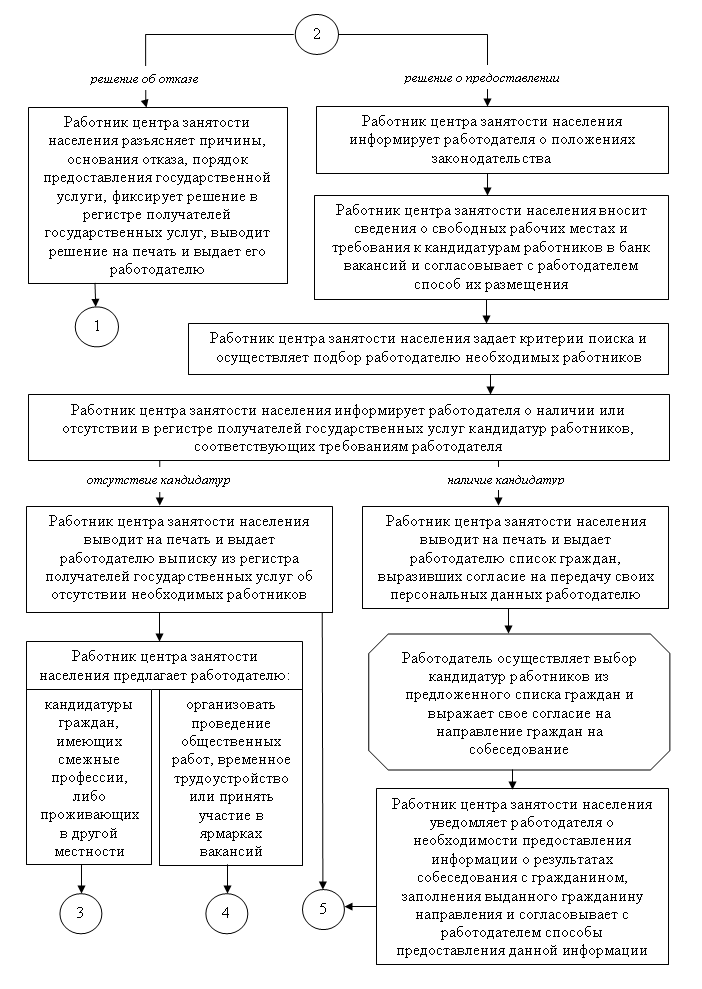 2
решение об отказе
решение о предоставлении
Работник центра занятости
населения разъясняет причины,
основания отказа, порядок
предоставления государственной
услуги, фиксирует решение в
регистре получателей
государственных услуг, выводит
решение на печать и выдает его
работодателю
1
Работник центра занятости населения
информирует работодателя о положениях
законодательства
Работник центра занятости населения вносит
сведения о свободных рабочих местах и
требования к кандидатурам работников в банк
вакансий и согласовывает с работодателем
способ их размещения
Работник центра занятости населения задает критерии поиска и
осуществляет подбор работодателю необходимых работников
Работник центра занятости населения информирует работодателя о наличии или
отсутствии в регистре получателей государственных услуг кандидатур работников,
соответствующих требованиям работодателя
отсутствие кандидатур
наличие кандидатур
Работник центра занятости населения
выводит на печать и выдает
работодателю выписку из регистра
получателей государственных услуг об
отсутствии необходимых работников
Работник центра занятости населения
выводит на печать и выдает
работодателю список граждан,
выразивших согласие на передачу своих
персональных данных работодателю
Работник центра занятости
населения предлагает работодателю:
кандидатуры
граждан,
имеющих
смежные
профессии,
либо
проживающих
в другой
местности
организовать
проведение
общественных
работ, временное
трудоустройство
или принять
участие в
ярмарках
вакансий
Работодатель осуществляет выбор
кандидатур работников из
предложенного списка граждан и
выражает свое согласие на
направление граждан на
собеседование
Работник центра занятости населения
уведомляет работодателя о
необходимости предоставления
информации о результатах
собеседования с гражданином,
заполнения выданного гражданину
направления и согласовывает с
работодателем способы
предоставления данной информации
3
4
5